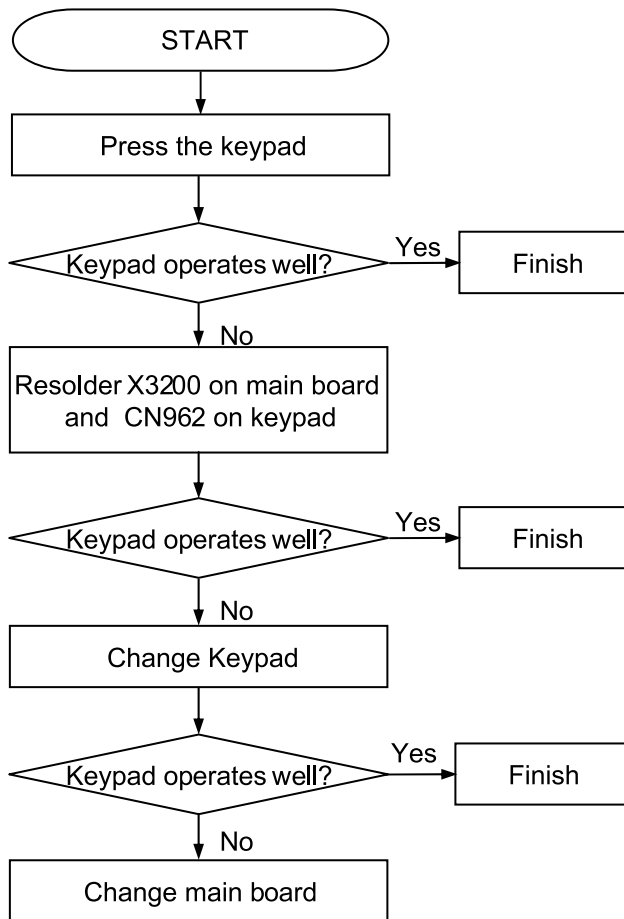 START
Press the keypad
Keypad operates well?
Yes
Finish
No
Resolder X3200 on main board
and CN962 on keypad
Keypad operates well?
Yes
Finish
No
Change Keypad
Keypad operates well?
Yes
Finish
No
Change main board